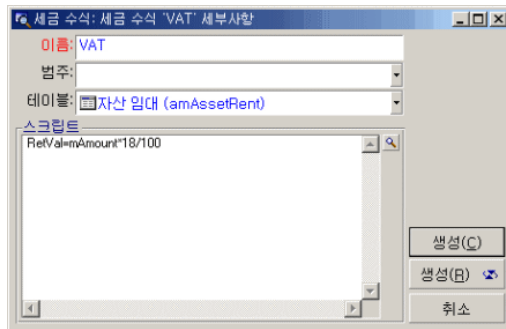 세금 수식: 세금 수식 'VAT' 세부사항
이름: VAT
범주:
테이블: 자산 임대 (amAssetRent)
스크립트
RetVal=mAmount*18/100
생성(C)
생성(R)
취소